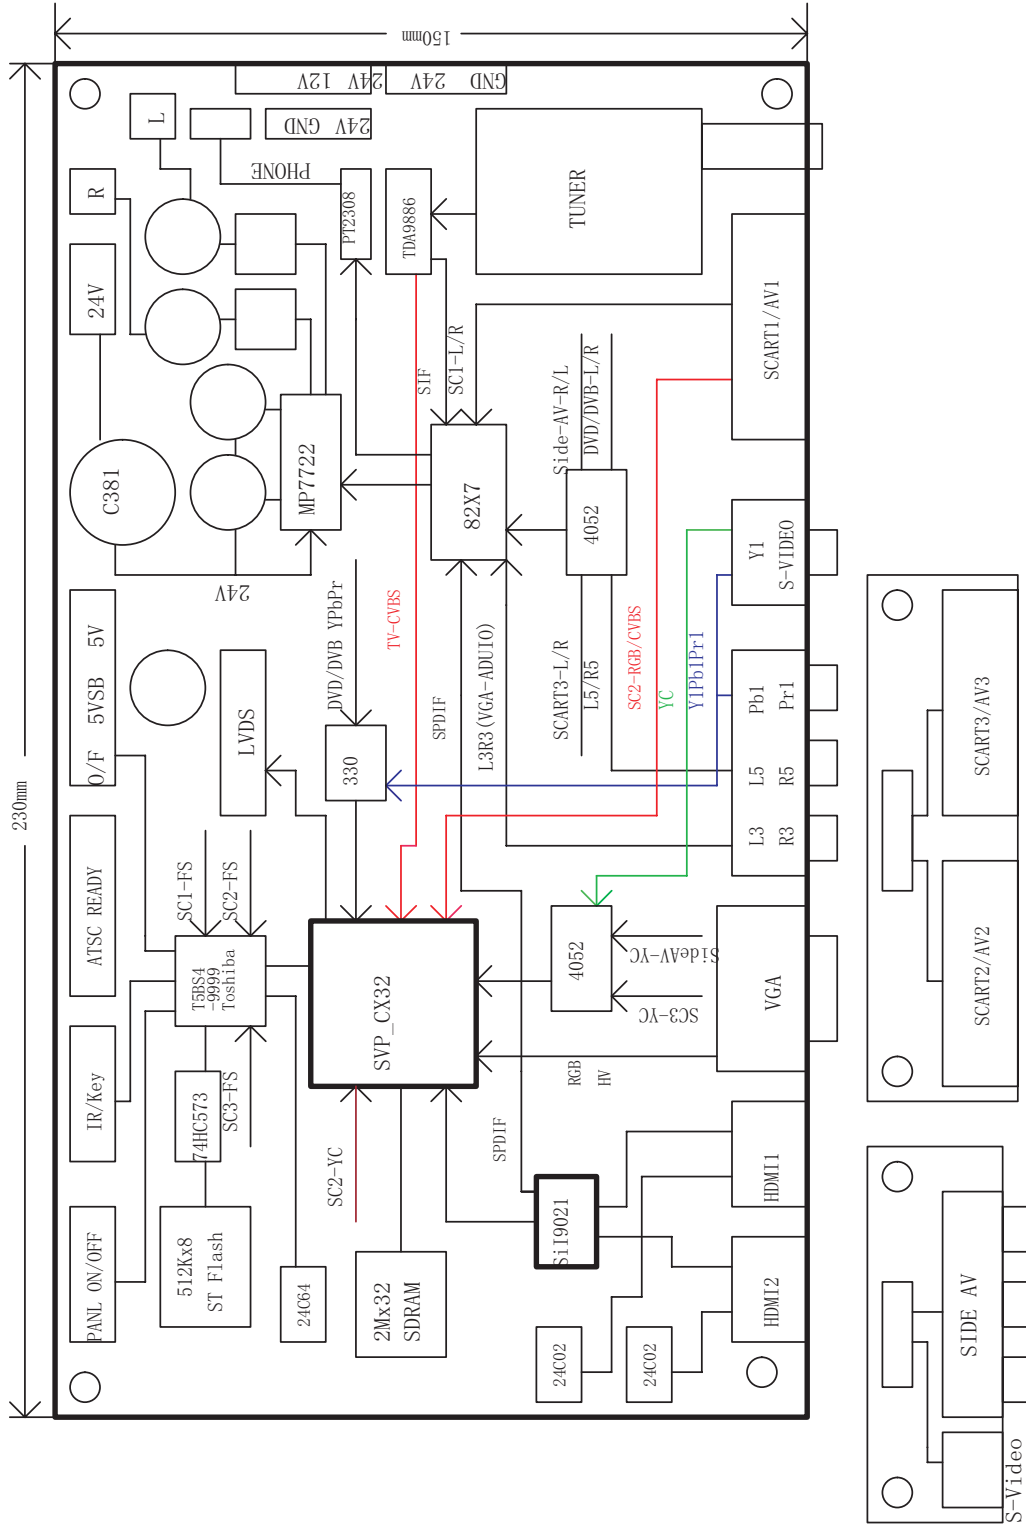 150mm
230mm
24V 12V
GND 24V
24V GND
L
PHONE
R
PT2308
TDA9886
TUNER
24V
SIF
SC1-L/R
SCART1/AV1
Side-AV-R/L
DVD/DVB-L/R
C381
MP7722
82X7
4052
Y1
S-VIDEO
24V
DVD/DVB YPbPr
TV-CVBS
SPDIF
L3R3(VGA-ADUIO)
SCART3-L/R
L5/R5
SC2-RGB/CVBS
YC
Y1Pb1Pr1
O/F 5VSB 5V
LVDS
330
Pb1
Pr1
L5
R5
L3
R3
SCART3/AV3
ATSC READY
SC1-FS
SC2-FS
T5BS4
-9999
Toshiba
SVP_CX32
4052
SideAV-YC
SC3-YC
VGA
SCART2/AV2
IR/Key
74HC573
SC3-FS
SC2-YC
SPDIF
RGB
HV
HDMI1
PANL ON/OFF
512Kx8
ST Flash
24C64
2Mx32
SDRAM
SiI9021
24C02
24C02
HDMI2
SIDE AV
S-Video